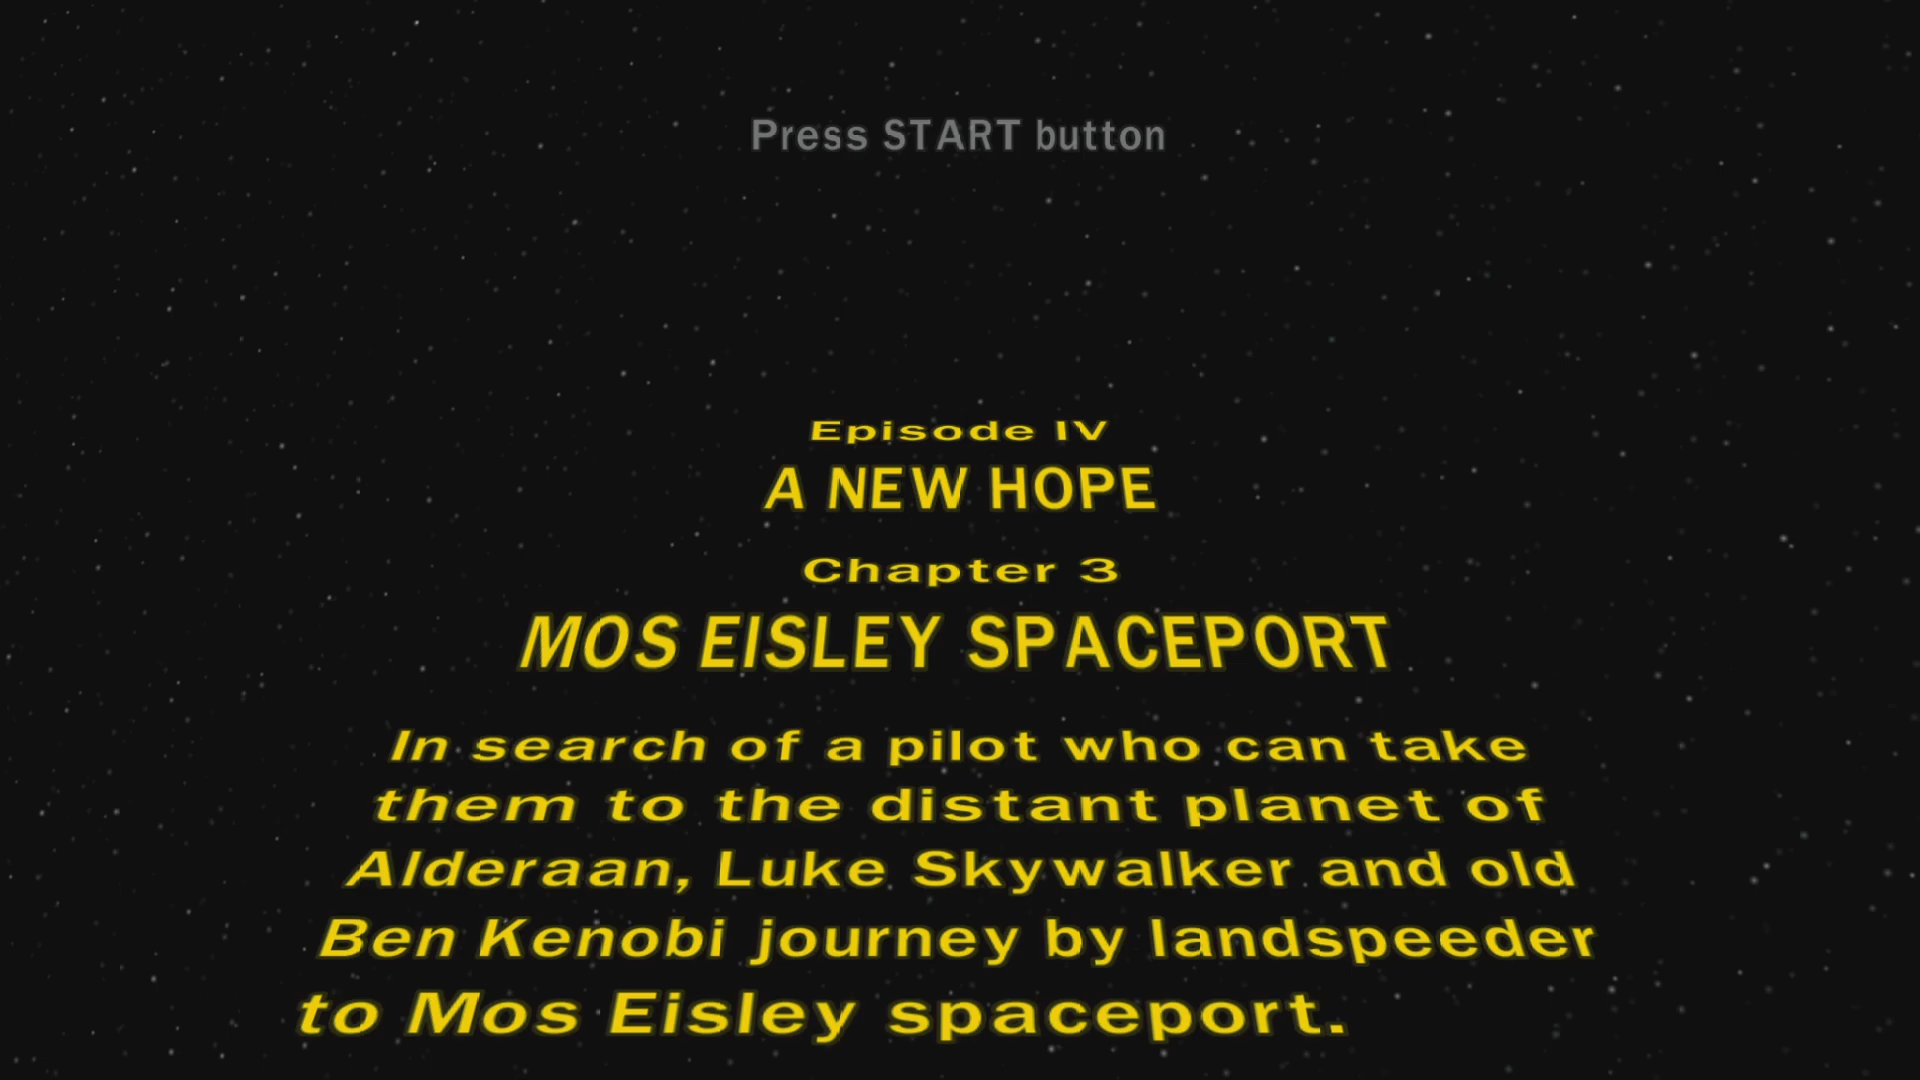 Press START button
Episode IV
A NEW HOPE
Chapter 3
MOS EISLEY SPACEPORT
In search of a pilot who can take
them to the distant planet of
Alderaan, Luke Skywalker and old
Ben Kenobi journey by landspeeder
to Mos Eisley spaceport.